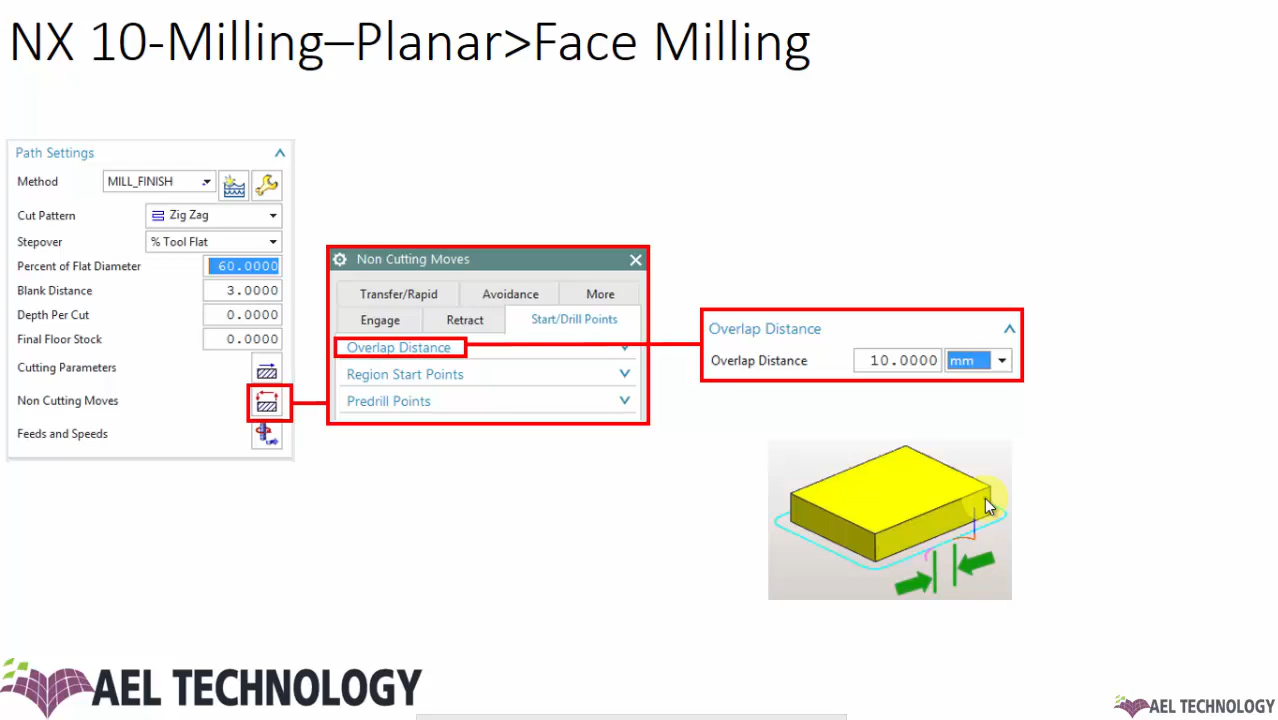 NX 10-Milling–Planar>Face Milling
Path Settings
Method MILL_FINISH
Cut Pattern Zig Zag
Stepover % Tool Flat
Percent of Flat Diameter 60.0000
Blank Distance 3.0000
Depth Per Cut 0.0000
Final Floor Stock 0.0000
Cutting Parameters
Non Cutting Moves
Feeds and Speeds
Non Cutting Moves
Transfer/Rapid Avoidance More
Engage Retract Start/Drill Points
Overlap Distance
Region Start Points
Predrill Points
Overlap Distance
Overlap Distance 10.0000 mm
AEL TECHNOLOGY
AEL TECHNOLOGY